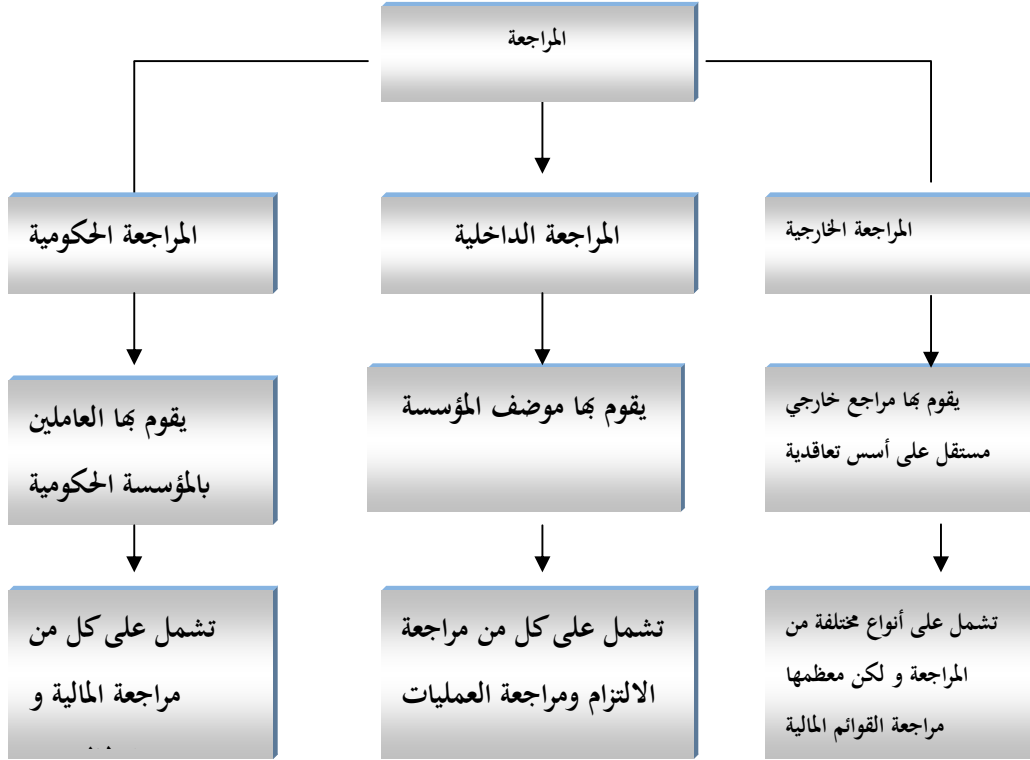 المراجعة
المراجعة الخارجية
المراجعة الداخلية
المراجعة الحكومية
يقوم بها مراجع خارجي
مستقل على أسس تعاقدية
يقوم بها موضف المؤسسة
يقوم بها العاملين
بالمؤسسة الحكومية
تشمل على أنواع مختلفة من
المراجعة و لكن معظمها
مراجعة القوائم المالية
تشمل على كل من مراجعة
الالتزام ومراجعة العمليات
تشمل على كل من
مراجعة المالية و